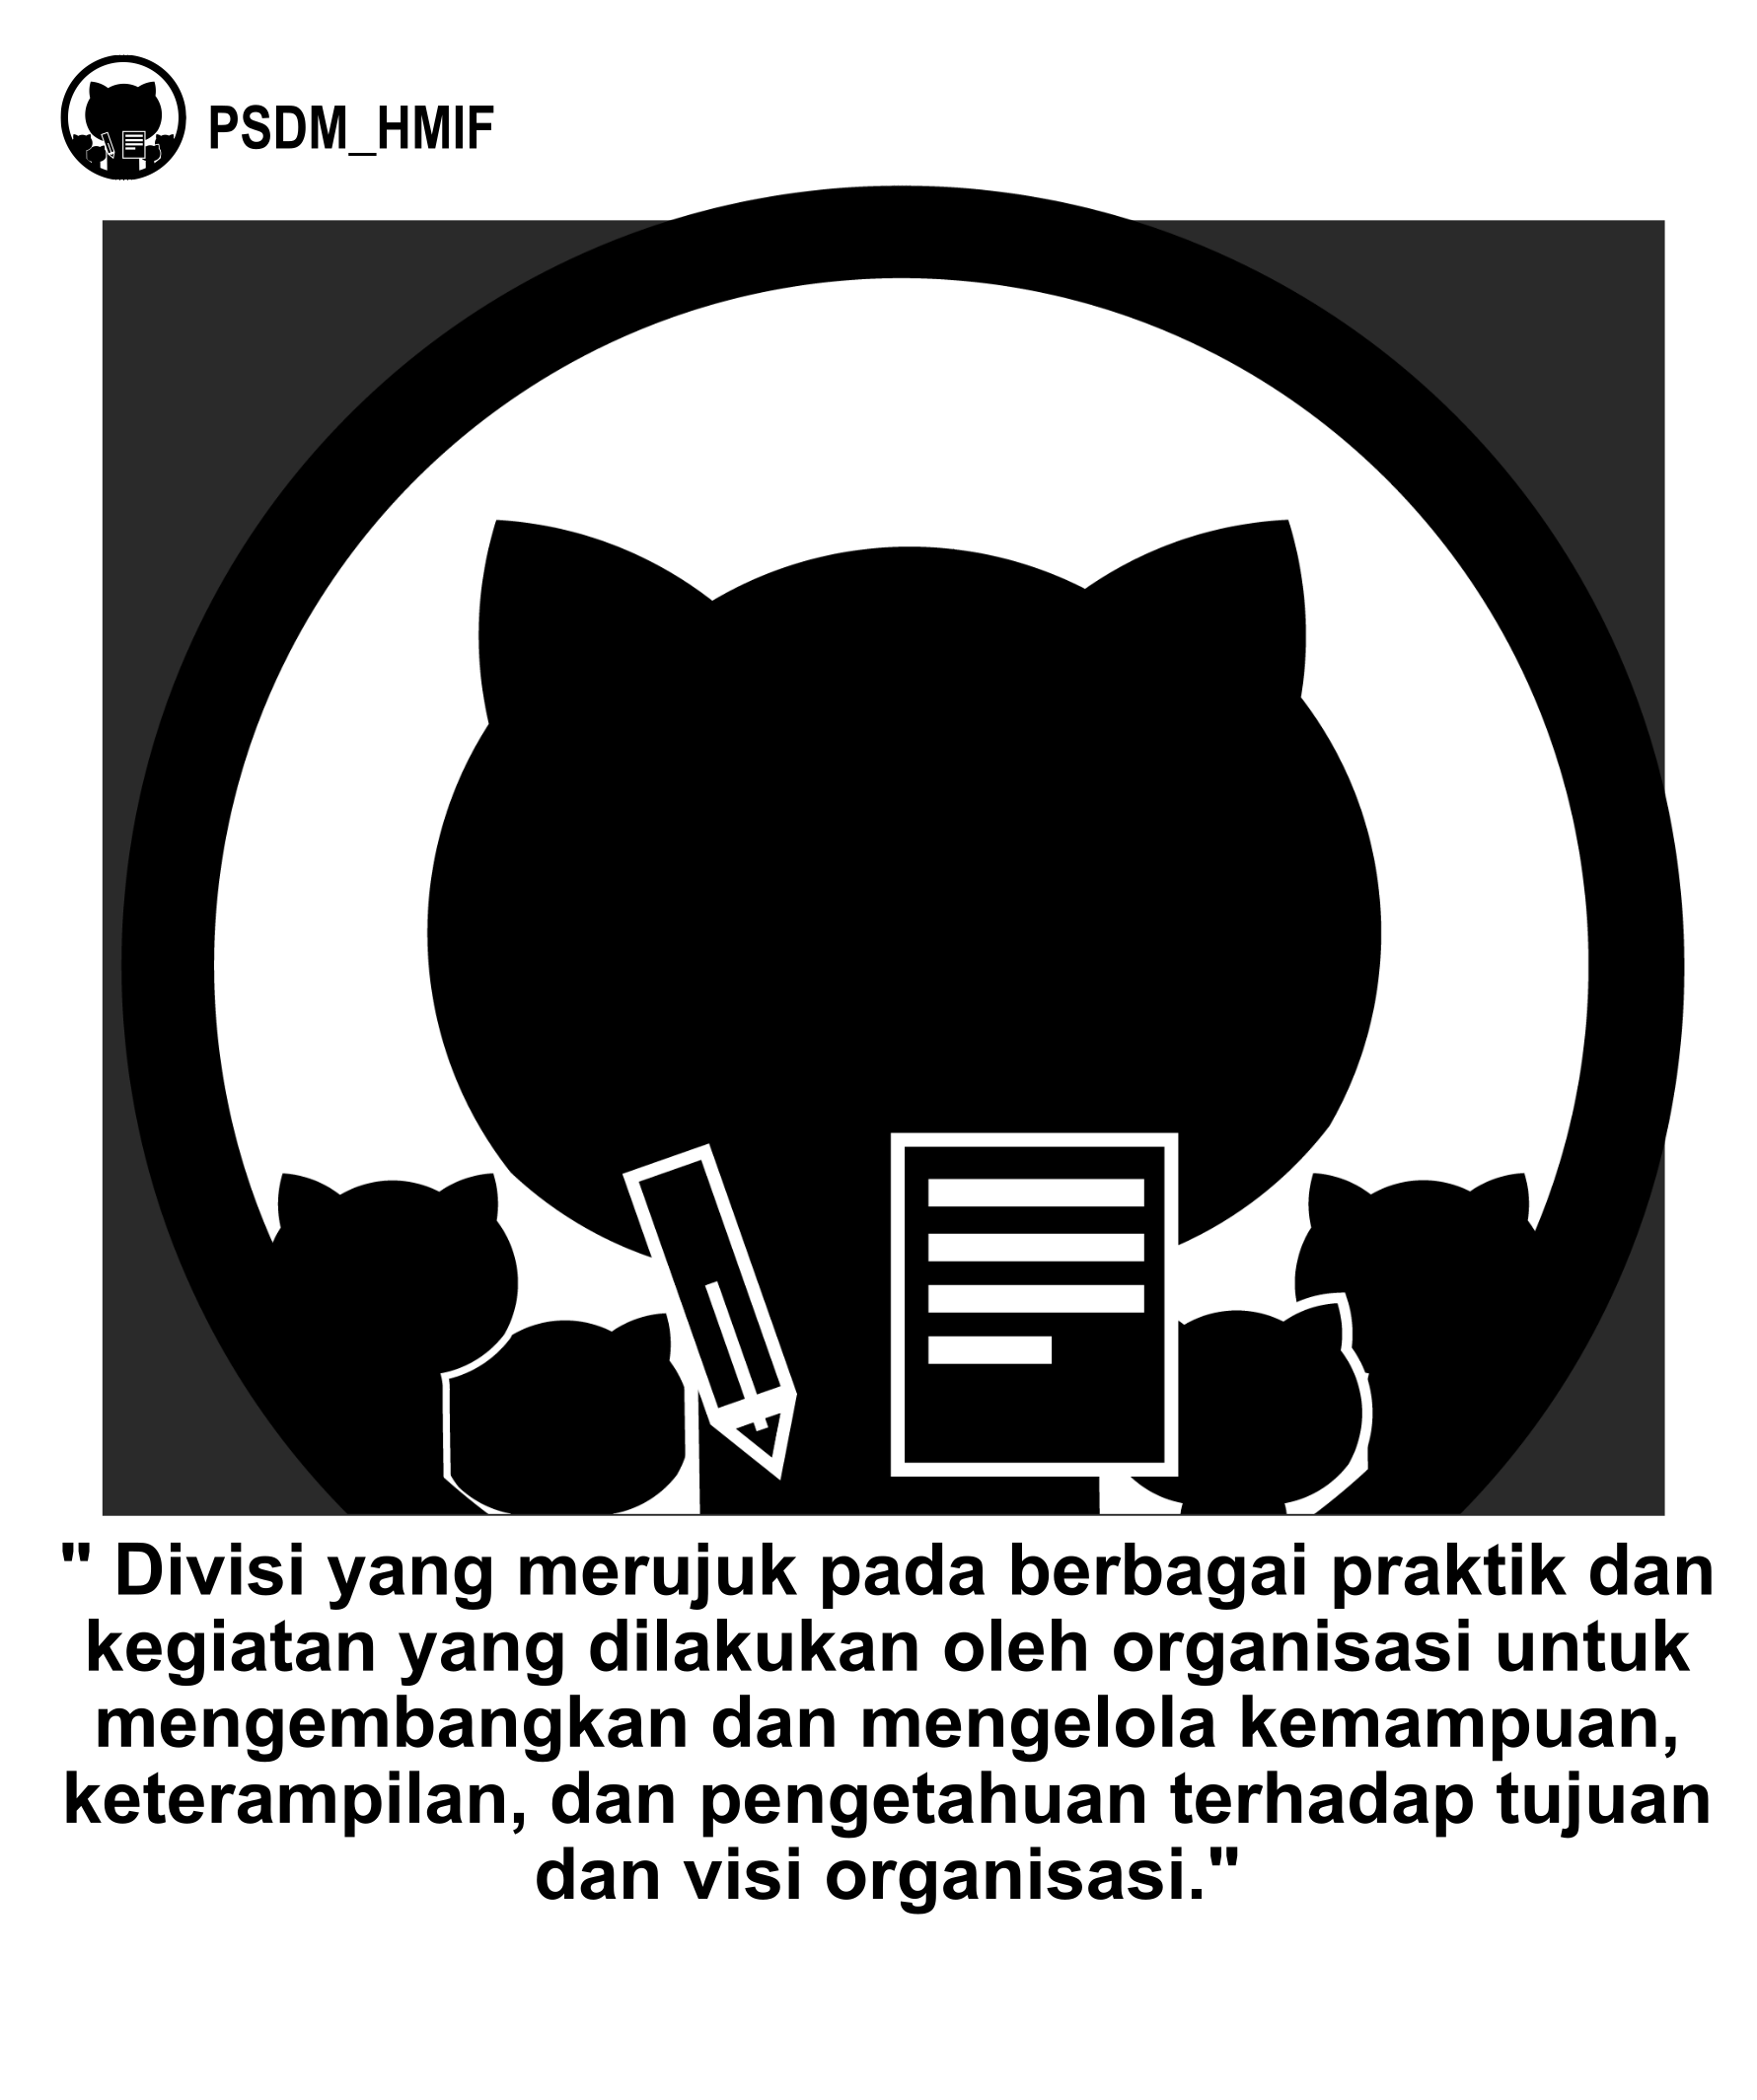 PSDM_HMIF
" Divisi yang merujuk pada berbagai praktik dan
kegiatan yang dilakukan oleh organisasi untuk
mengembangkan dan mengelola kemampuan,
keterampilan, dan pengetahuan terhadap tujuan
dan visi organisasi."